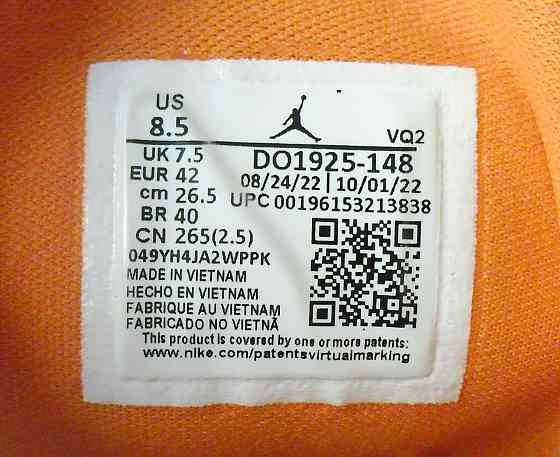 US
8.5
VQ2
UK 7.5
DO1925-148
EUR 42
08/24/22 | 10/01/22
cm 26.5
UPC 00196153213838
BR 40
CN 265(2.5)
049YH4JA2WPPK
MADE IN VIETNAM
HECHO EN VIETNAM
FABRIQUE AU VIETNAM
FABRICADO NO VIETNÃ
This product is covered by one or more patents:
www.nike.com/patentsvirtualmarking